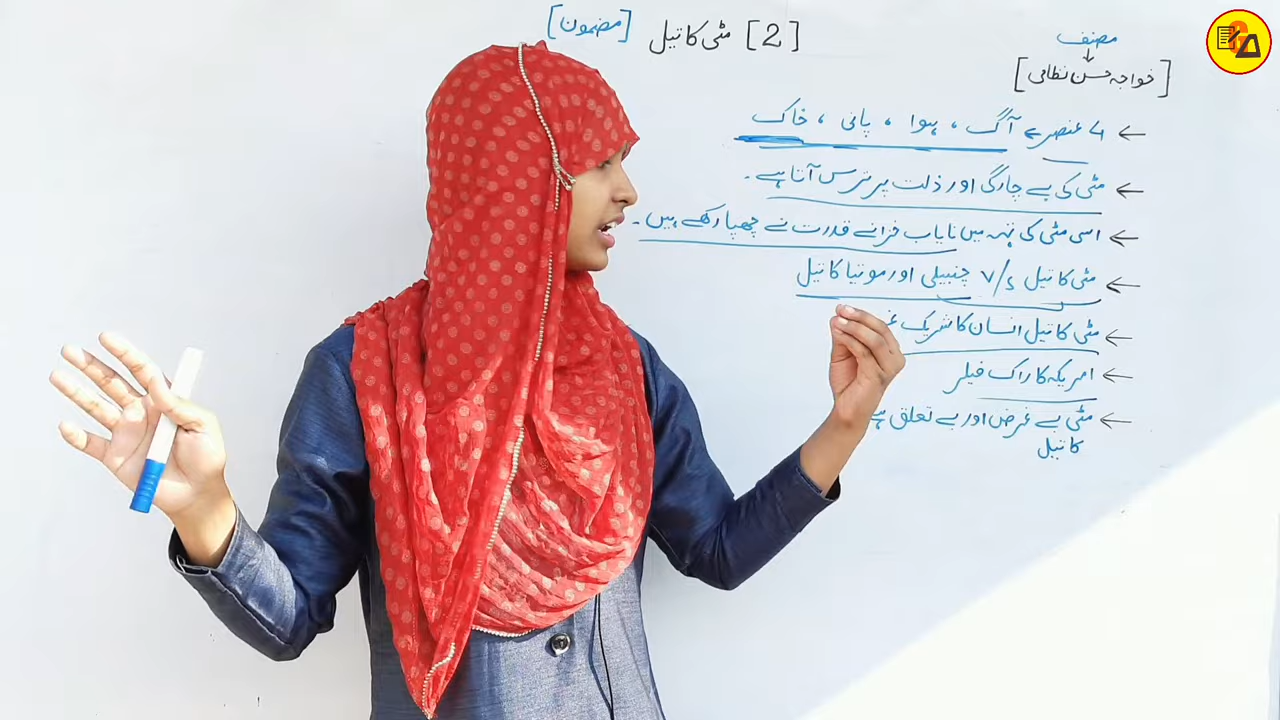 [2] مٹی کا تیل [مضمون]
مصنف
↓
[خواجہ حسن نظامی]
← ۴ عنصر ← آگ ، ہوا ، پانی ، خاک
← مٹی کی بے چارگی اور ذلت پر ترس آتا ہے ۔
← اسی مٹی کی تہہ میں نایاب خزانے قدرت نے چھپا رکھے ہیں ۔
← مٹی کا تیل v/s چنبیلی اور موتیا کا تیل
← مٹی کا تیل انسان کا شریک
← امریکہ کا راک فیلر
← مٹی بے غرض اور بے تعلق
کا تیل